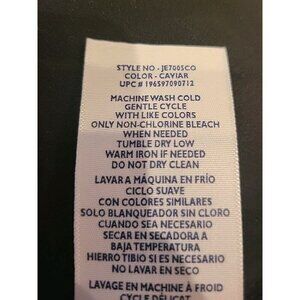 STYLE NO - JE7005CO
COLOR - CAVIAR
UPC # 196597090712
MACHINE WASH COLD
GENTLE CYCLE
WITH LIKE COLORS
ONLY NON-CHLORINE BLEACH
WHEN NEEDED
TUMBLE DRY LOW
WARM IRON IF NEEDED
DO NOT DRY CLEAN
LAVAR A MÁQUINA EN FRÍO
CICLO SUAVE
CON COLORES SIMILARES
SOLO BLANQUEADOR SIN CLORO
CUANDO SEA NECESARIO
SECAR EN SECADORA A
BAJA TEMPERATURA
HIERRO TIBIO SI ES NECESARIO
NO LAVAR EN SECO
LAVAGE EN MACHINE À FROID
CYCLE DÉLICAT